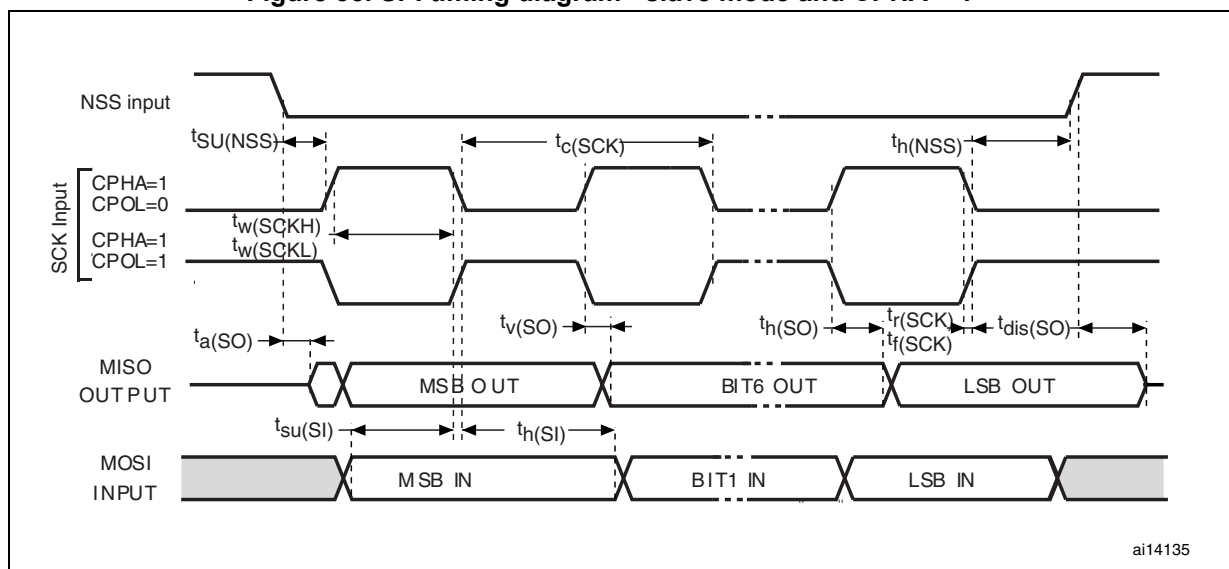 NSS input
tSU(NSS)
tc(SCK)
th(NSS)
SCK Input
CPHA=1
CPOL=0
tw(SCKH)
tw(SCKL)
CPHA=1
CPOL=1
ta(SO)
tv(SO)
th(SO)
tr(SCK)
tf(SCK)
tdis(SO)
MISO
OUTPUT
MSB OUT
BIT6 OUT
LSB OUT
tsu(SI)
th(SI)
MOSI
INPUT
MSB IN
BIT1 IN
LSB IN
ai14135